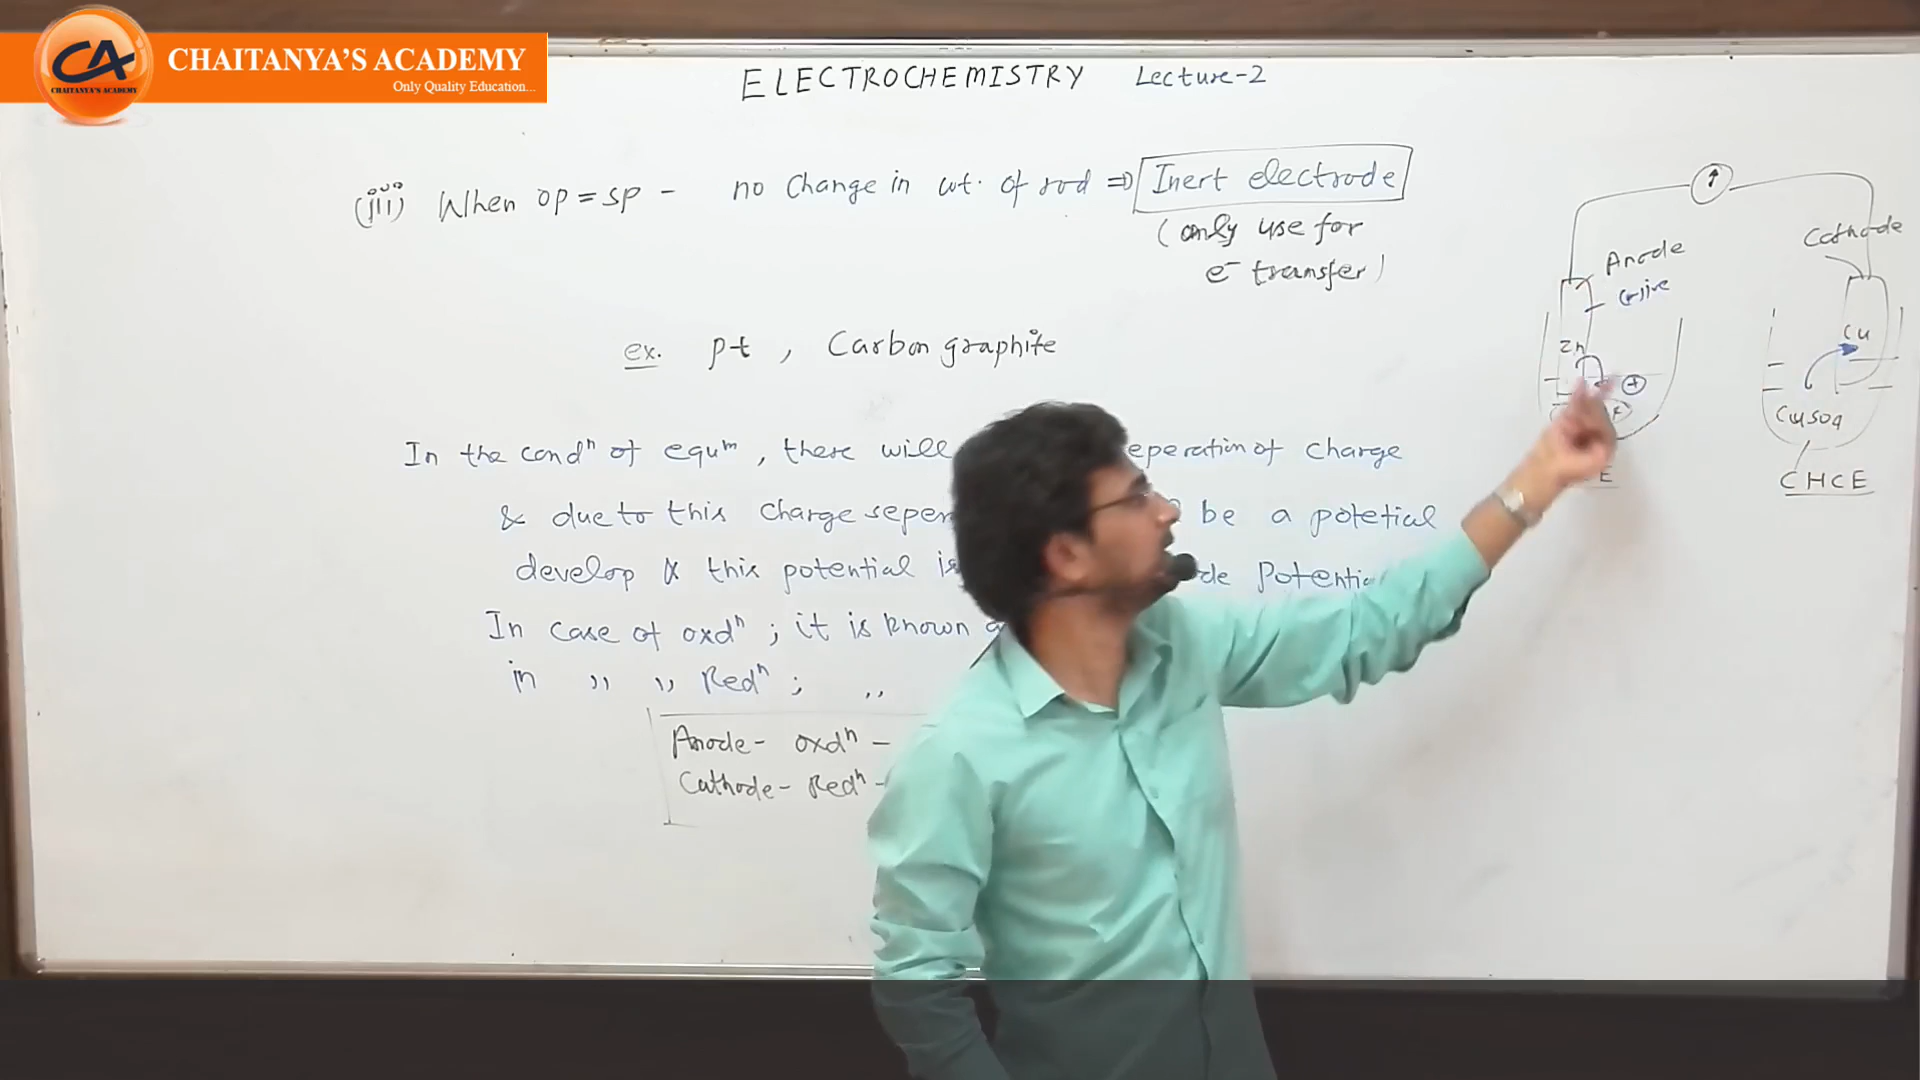 CHAITANYA'S ACADEMY
Only Quality Education...
CA
CHAITANYA'S ACADEMY
ELECTROCHEMISTRY Lecture-2
(iii) When OP = SP - no change in wt. of rod ⇒ Inert electrode
(only use for
e⁻ transfer)
ex. pt , Carbon graphite
In the condⁿ of equᵐ , there will eperation of charge
& due to this charge seper be a potetial
develop & this potential is de Potentia
In case of oxdⁿ ; it is known a
in ,, ,, Redⁿ ; ,,
Anode - oxdⁿ -
Cathode - Redⁿ -
Anode
Zn
E
Cathode
Cu
CuSO4
CHCE